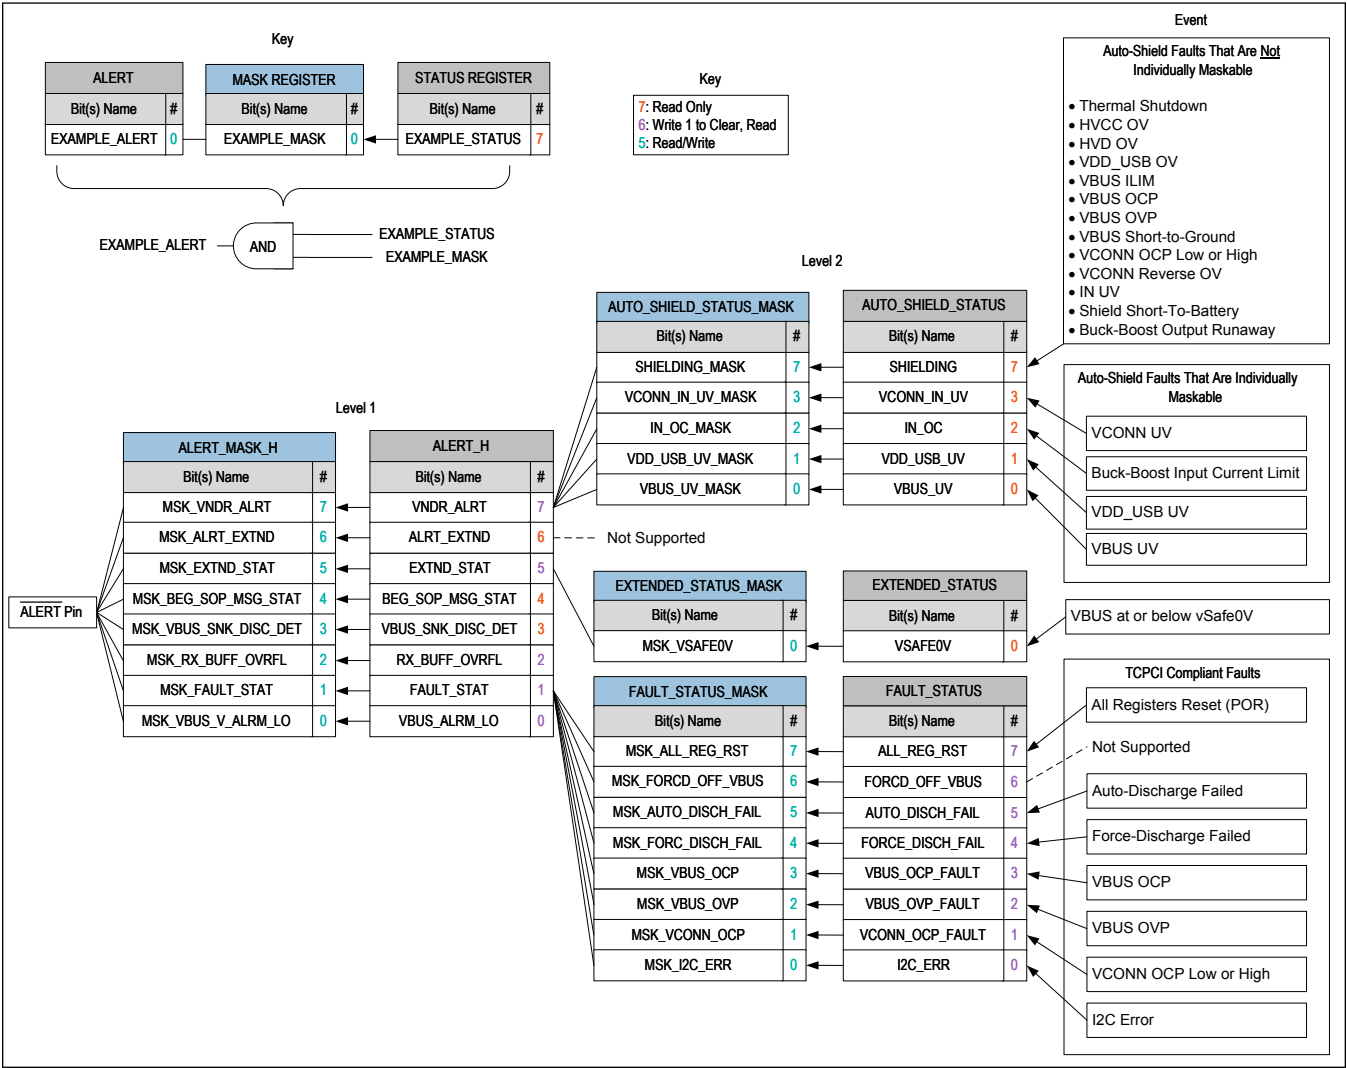 Key
ALERT
Bit(s) Name #
EXAMPLE_ALERT 0
MASK REGISTER
Bit(s) Name #
EXAMPLE_MASK 0
STATUS REGISTER
Bit(s) Name #
EXAMPLE_STATUS 7
EXAMPLE_ALERT
AND
EXAMPLE_STATUS
EXAMPLE_MASK
Key
7: Read Only
6: Write 1 to Clear, Read
5: Read/Write
Event
Auto-Shield Faults That Are Not
Individually Maskable
• Thermal Shutdown
• HVCC OV
• HVD OV
• VDD_USB OV
• VBUS ILIM
• VBUS OCP
• VBUS OVP
• VBUS Short-to-Ground
• VCONN OCP Low or High
• VCONN Reverse OV
• IN UV
• Shield Short-To-Battery
• Buck-Boost Output Runaway
Level 2
AUTO_SHIELD_STATUS_MASK
Bit(s) Name #
SHIELDING_MASK 7
VCONN_IN_UV_MASK 3
IN_OC_MASK 2
VDD_USB_UV_MASK 1
VBUS_UV_MASK 0
AUTO_SHIELD_STATUS
Bit(s) Name #
SHIELDING 7
VCONN_IN_UV 3
IN_OC 2
VDD_USB_UV 1
VBUS_UV 0
Auto-Shield Faults That Are Individually
Maskable
VCONN UV
Buck-Boost Input Current Limit
VDD_USB UV
VBUS UV
Level 1
ALERT Pin
ALERT_MASK_H
Bit(s) Name #
MSK_VNDR_ALRT 7
MSK_ALRT_EXTND 6
MSK_EXTND_STAT 5
MSK_BEG_SOP_MSG_STAT 4
MSK_VBUS_SNK_DISC_DET 3
MSK_RX_BUFF_OVRFL 2
MSK_FAULT_STAT 1
MSK_VBUS_V_ALRM_LO 0
ALERT_H
Bit(s) Name #
VNDR_ALRT 7
ALRT_EXTND 6
EXTND_STAT 5
BEG_SOP_MSG_STAT 4
VBUS_SNK_DISC_DET 3
RX_BUFF_OVRFL 2
FAULT_STAT 1
VBUS_ALRM_LO 0
Not Supported
EXTENDED_STATUS_MASK
Bit(s) Name #
MSK_VSAFE0V 0
EXTENDED_STATUS
Bit(s) Name #
VSAFE0V 0
VBUS at or below vSafe0V
FAULT_STATUS_MASK
Bit(s) Name #
MSK_ALL_REG_RST 7
MSK_FORCD_OFF_VBUS 6
MSK_AUTO_DISCH_FAIL 5
MSK_FORC_DISCH_FAIL 4
MSK_VBUS_OCP 3
MSK_VBUS_OVP 2
MSK_VCONN_OCP 1
MSK_I2C_ERR 0
FAULT_STATUS
Bit(s) Name #
ALL_REG_RST 7
FORCD_OFF_VBUS 6
AUTO_DISCH_FAIL 5
FORCE_DISCH_FAIL 4
VBUS_OCP_FAULT 3
VBUS_OVP_FAULT 2
VCONN_OCP_FAULT 1
I2C_ERR 0
TCPCI Compliant Faults
All Registers Reset (POR)
Not Supported
Auto-Discharge Failed
Force-Discharge Failed
VBUS OCP
VBUS OVP
VCONN OCP Low or High
I2C Error